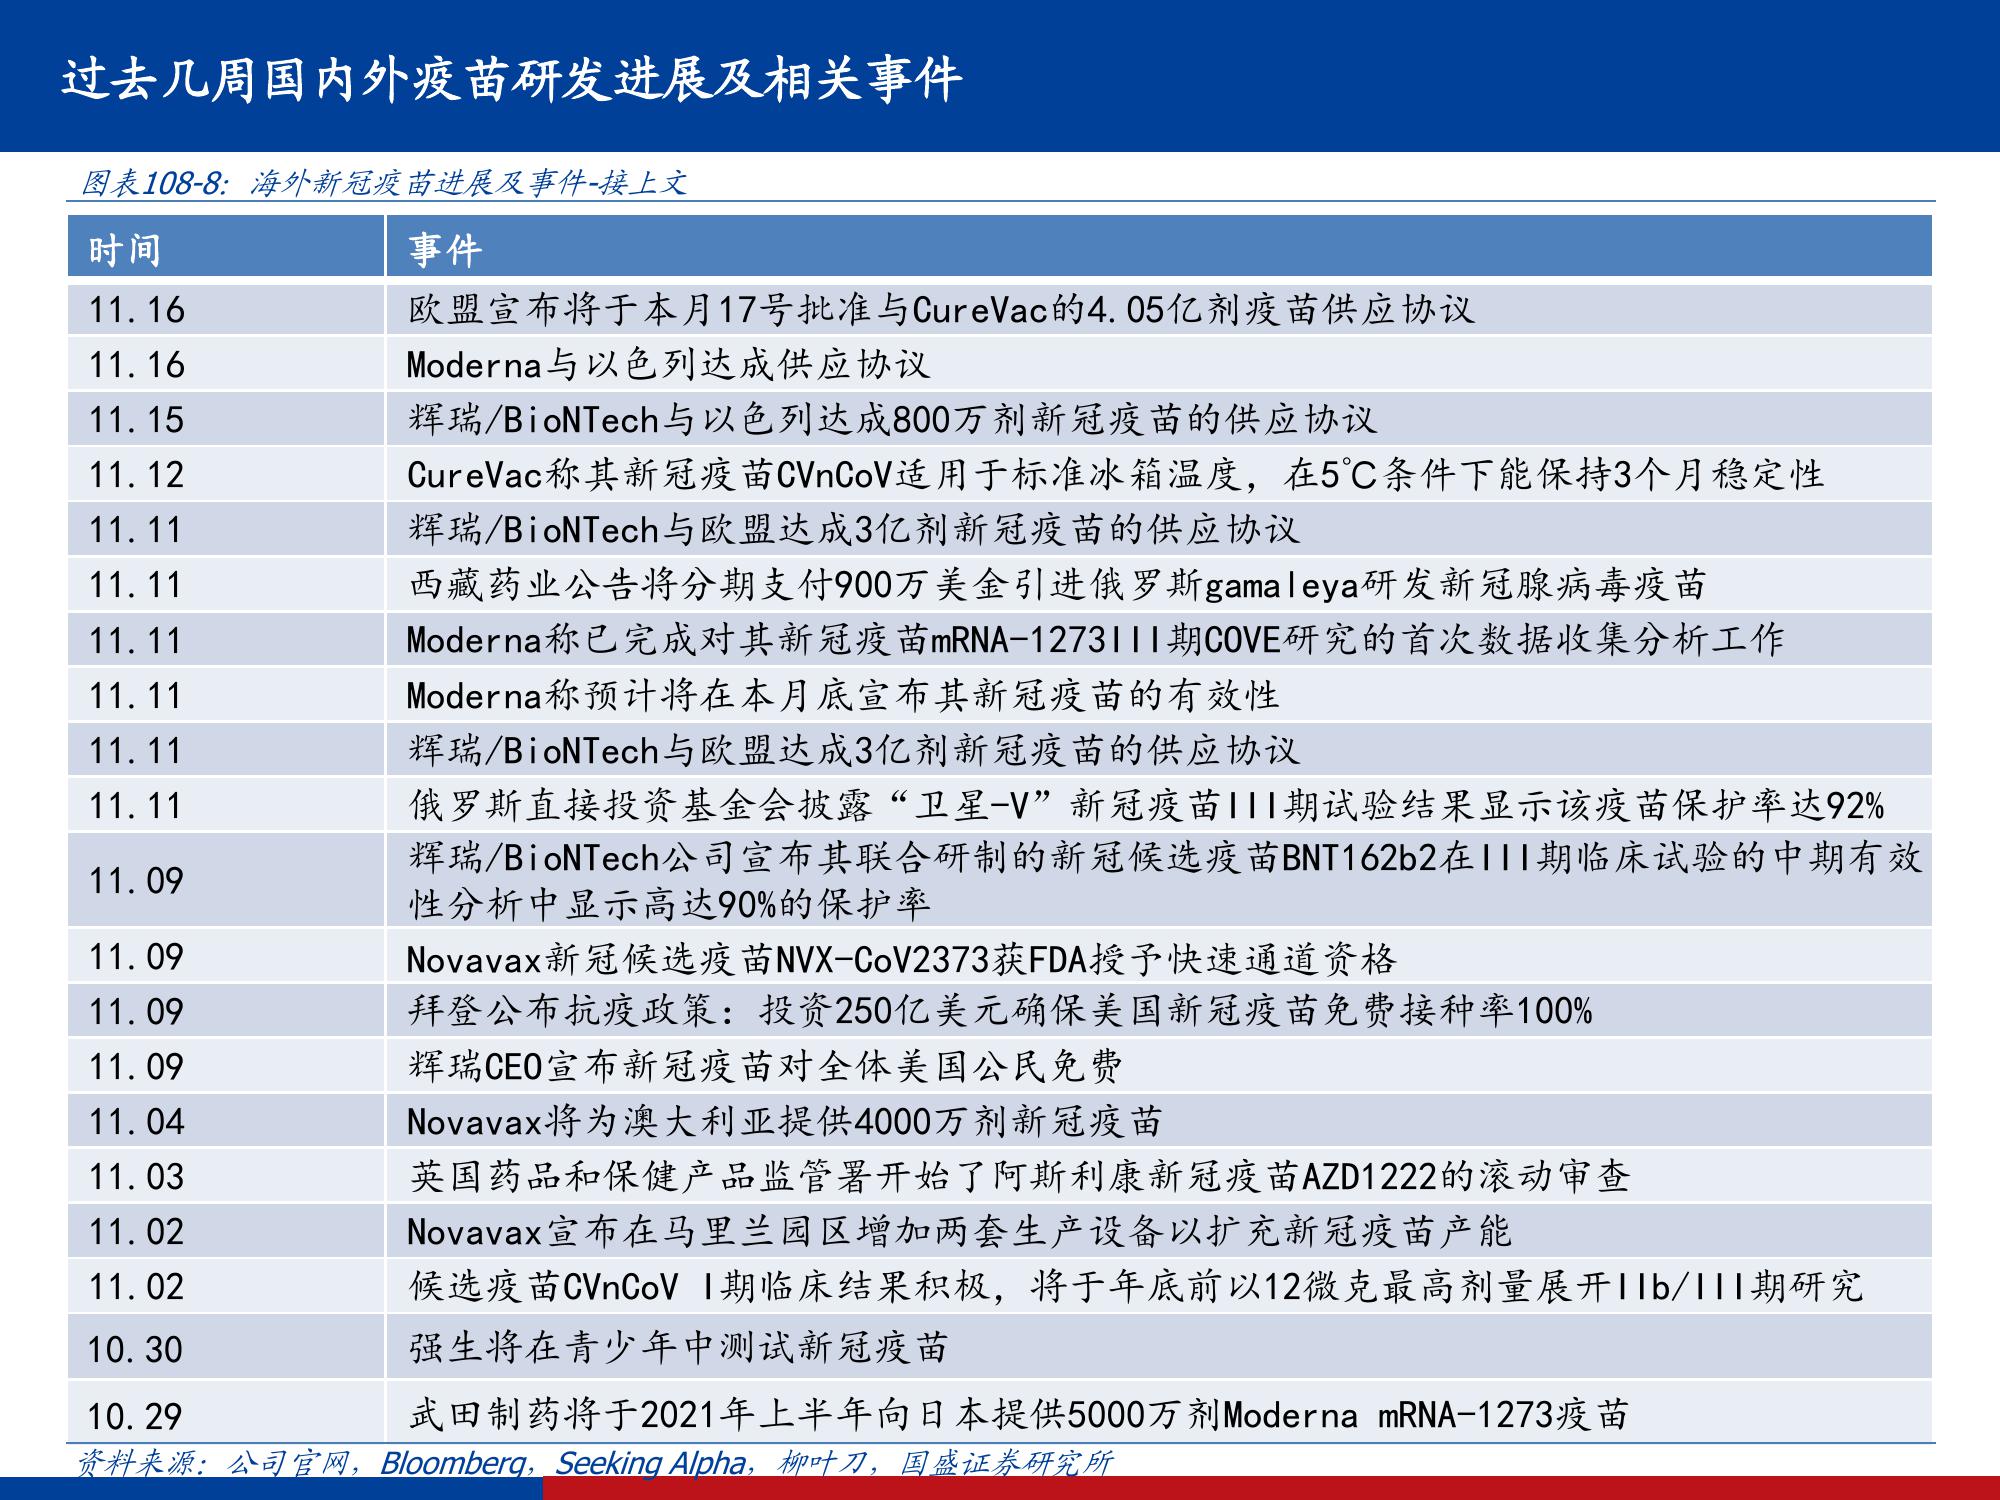 过去几周国内外疫苗研发进展及相关事件
图表108-8：海外新冠疫苗进展及事件-接上文
时间 事件
11.16 欧盟宣布将于本月17号批准与CureVac的4.05亿剂疫苗供应协议
11.16 Moderna与以色列达成供应协议
11.15 辉瑞/BioNTech与以色列达成800万剂新冠疫苗的供应协议
11.12 CureVac称其新冠疫苗CVnCoV适用于标准冰箱温度，在5℃条件下能保持3个月稳定性
11.11 辉瑞/BioNTech与欧盟达成3亿剂新冠疫苗的供应协议
11.11 西藏药业公告将分期支付900万美金引进俄罗斯gamaleya研发新冠腺病毒疫苗
11.11 Moderna称已完成对其新冠疫苗mRNA-1273III期COVE研究的首次数据收集分析工作
11.11 Moderna称预计将在本月底宣布其新冠疫苗的有效性
11.11 辉瑞/BioNTech与欧盟达成3亿剂新冠疫苗的供应协议
11.11 俄罗斯直接投资基金会披露“卫星-V”新冠疫苗III期试验结果显示该疫苗保护率达92%
11.09 辉瑞/BioNTech公司宣布其联合研制的新冠候选疫苗BNT162b2在III期临床试验的中期有效
性分析中显示高达90%的保护率
11.09 Novavax新冠候选疫苗NVX-CoV2373获FDA授予快速通道资格
11.09 拜登公布抗疫政策：投资250亿美元确保美国新冠疫苗免费接种率100%
11.09 辉瑞CEO宣布新冠疫苗对全体美国公民免费
11.04 Novavax将为澳大利亚提供4000万剂新冠疫苗
11.03 英国药品和保健产品监管署开始了阿斯利康新冠疫苗AZD1222的滚动审查
11.02 Novavax宣布在马里兰园区增加两套生产设备以扩充新冠疫苗产能
11.02 候选疫苗CVnCoV I期临床结果积极，将于年底前以12微克最高剂量展开IIb/III期研究
10.30 强生将在青少年中测试新冠疫苗
10.29 武田制药将于2021年上半年向日本提供5000万剂Moderna mRNA-1273疫苗
资料来源：公司官网，Bloomberg，Seeking Alpha，柳叶刀，国盛证券研究所